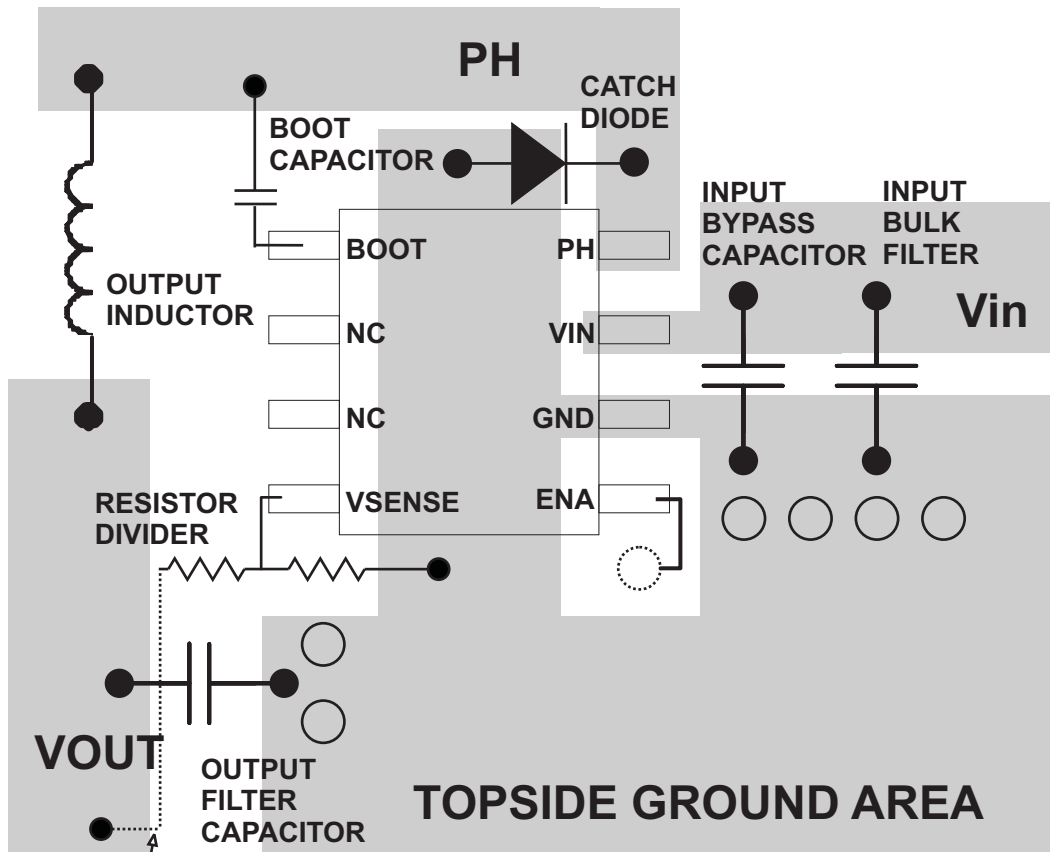 PH
CATCH
DIODE
BOOT
CAPACITOR
INPUT
BYPASS
CAPACITOR
INPUT
BULK
FILTER
OUTPUT
INDUCTOR
BOOT
PH
Vin
NC
VIN
NC
GND
VSENSE
ENA
RESISTOR
DIVIDER
VOUT
OUTPUT
FILTER
CAPACITOR
TOPSIDE GROUND AREA